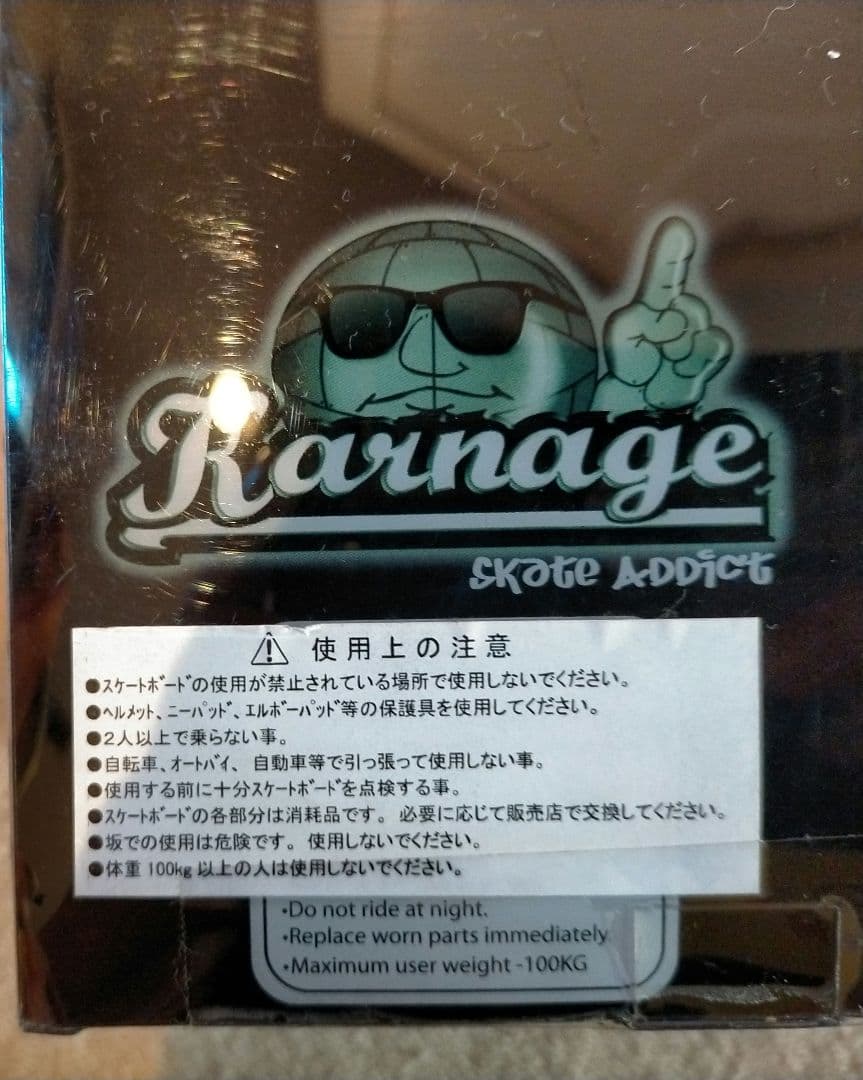 Karnage
Skate Addict
⚠ 使用上の注意
●スケートボードの使用が禁止されている場所で使用しないでください。
●ヘルメット、ニーパッド、エルボーパッド等の保護具を使用してください。
●2人以上で乗らない事。
●自転車、オートバイ、自動車等で引っ張って使用しない事。
●使用する前に十分スケートボードを点検する事。
●スケートボードの各部分は消耗品です。必要に応じて販売店で交換してください。
●坂での使用は危険です。使用しないでください。
●体重100kg以上の人は使用しないでください。
•Do not ride at night.
•Replace worn parts immediately
•Maximum user weight -100KG